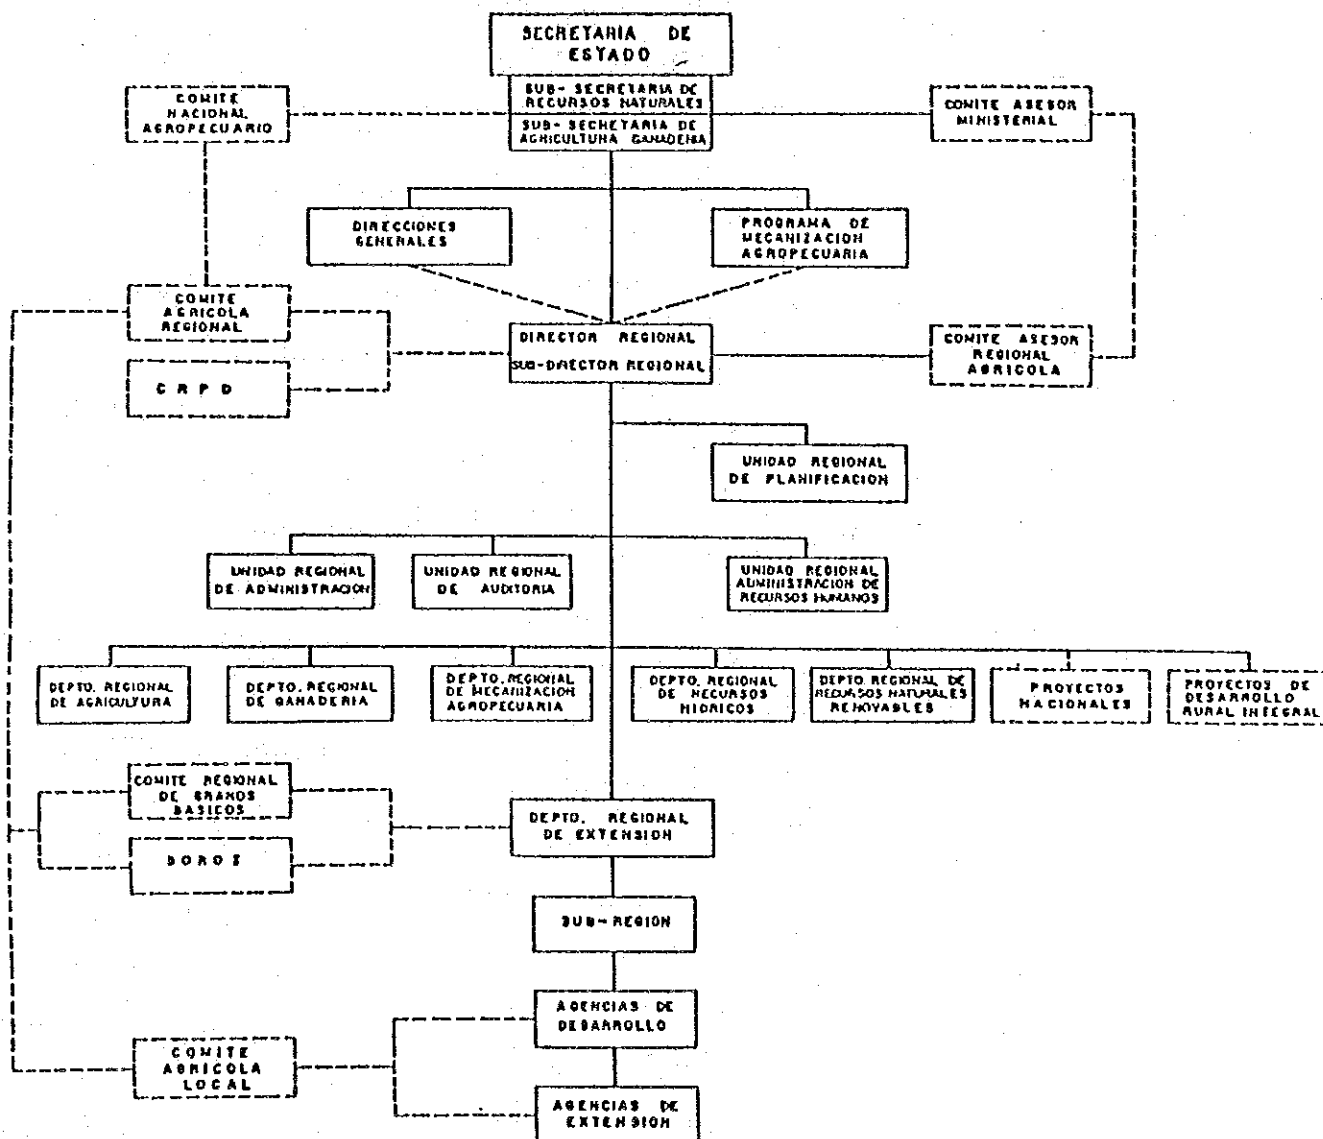 SECRETARIA DE
ESTADO
SUB-SECRETARIA DE
RECURSOS NATURALES
SUB-SECRETARIA DE
AGRICULTURA GANADERIA
COMITE
NACIONAL
AGROPECUARIO
COMITE ASESOR
MINISTERIAL
DIRECCIONES
GENERALES
PROGRAMA DE
MECANIZACION
AGROPECUARIA
COMITE
AGRICOLA
REGIONAL
CRPD
DIRECTOR REGIONAL
SUB-DIRECTOR REGIONAL
COMITE ASESOR
REGIONAL
AGRICOLA
UNIDAD REGIONAL
DE PLANIFICACION
UNIDAD REGIONAL
DE ADMINISTRACION
UNIDAD REGIONAL
DE AUDITORIA
UNIDAD REGIONAL
ADMINISTRACION DE
RECURSOS HUMANOS
DEPTO. REGIONAL
DE AGRICULTURA
DEPTO. REGIONAL
DE GANADERIA
DEPTO. REGIONAL
DE MECANIZACION
AGROPECUARIA
DEPTO. REGIONAL
DE RECURSOS
HIDRICOS
DEPTO. REGIONAL DE
RECURSOS NATURALES
RENOVABLES
PROYECTOS
NACIONALES
PROYECTOS DE
DESARROLLO
RURAL INTEGRAL
COMITE REGIONAL
DE GRANOS
BASICOS
DEPTO. REGIONAL
DE EXTENSION
SUB-REGION
AGENCIAS DE
DESARROLLO
COMITE
AGRICOLA
LOCAL
AGENCIAS DE
EXTENSION